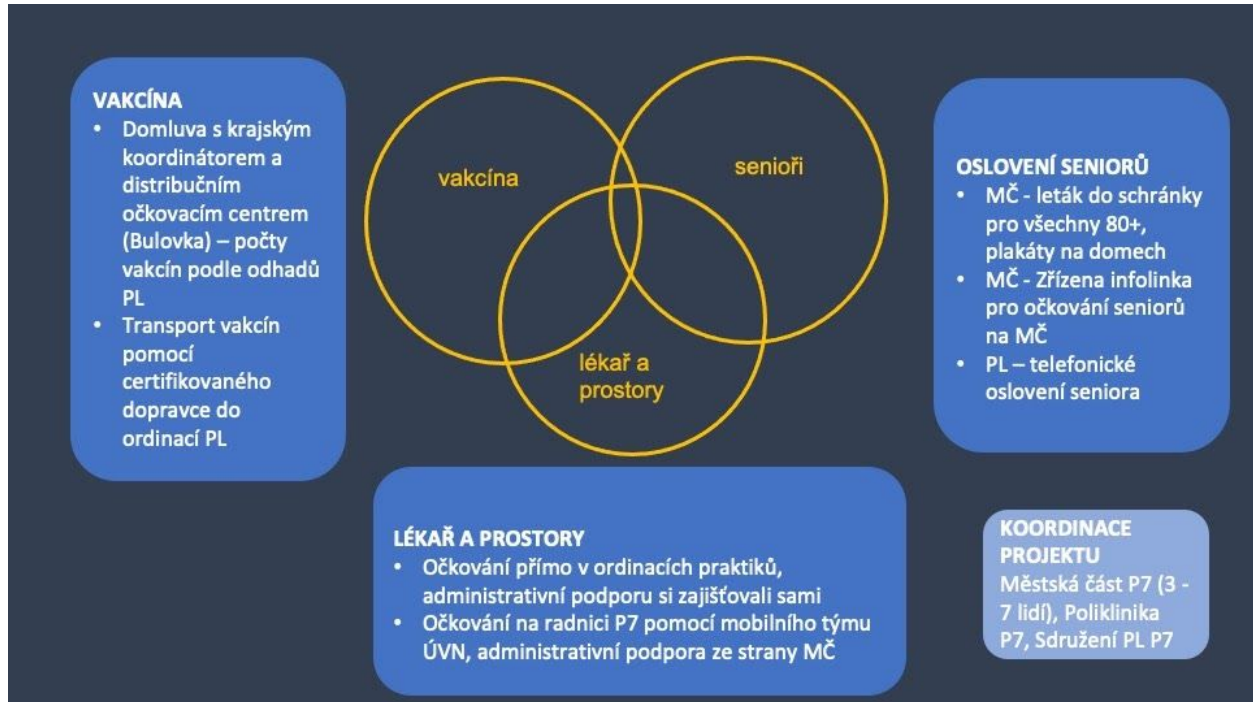 VAKCÍNA
• Domluva s krajským
koordinátorem a
distribučním
očkovacím centrem
(Bulovka) – počty
vakcín podle odhadů
PL
• Transport vakcín
pomocí
certifikovaného
dopravce do
ordinací PL
vakcína
senioři
lékař a
prostory
OSLOVENÍ SENIORŮ
• MČ - leták do schránky
pro všechny 80+,
plakáty na domech
• MČ - Zřízena infolinka
pro očkování seniorů
na MČ
• PL – telefonické
oslovení seniora
LÉKAŘ A PROSTORY
• Očkování přímo v ordinacích praktiků,
administrativní podporu si zajišťovali sami
• Očkování na radnici P7 pomocí mobilního týmu
ÚVN, administrativní podpora ze strany MČ
KOORDINACE
PROJEKTU
Městská část P7 (3 -
7 lidí), Poliklinika
P7, Sdružení PL P7